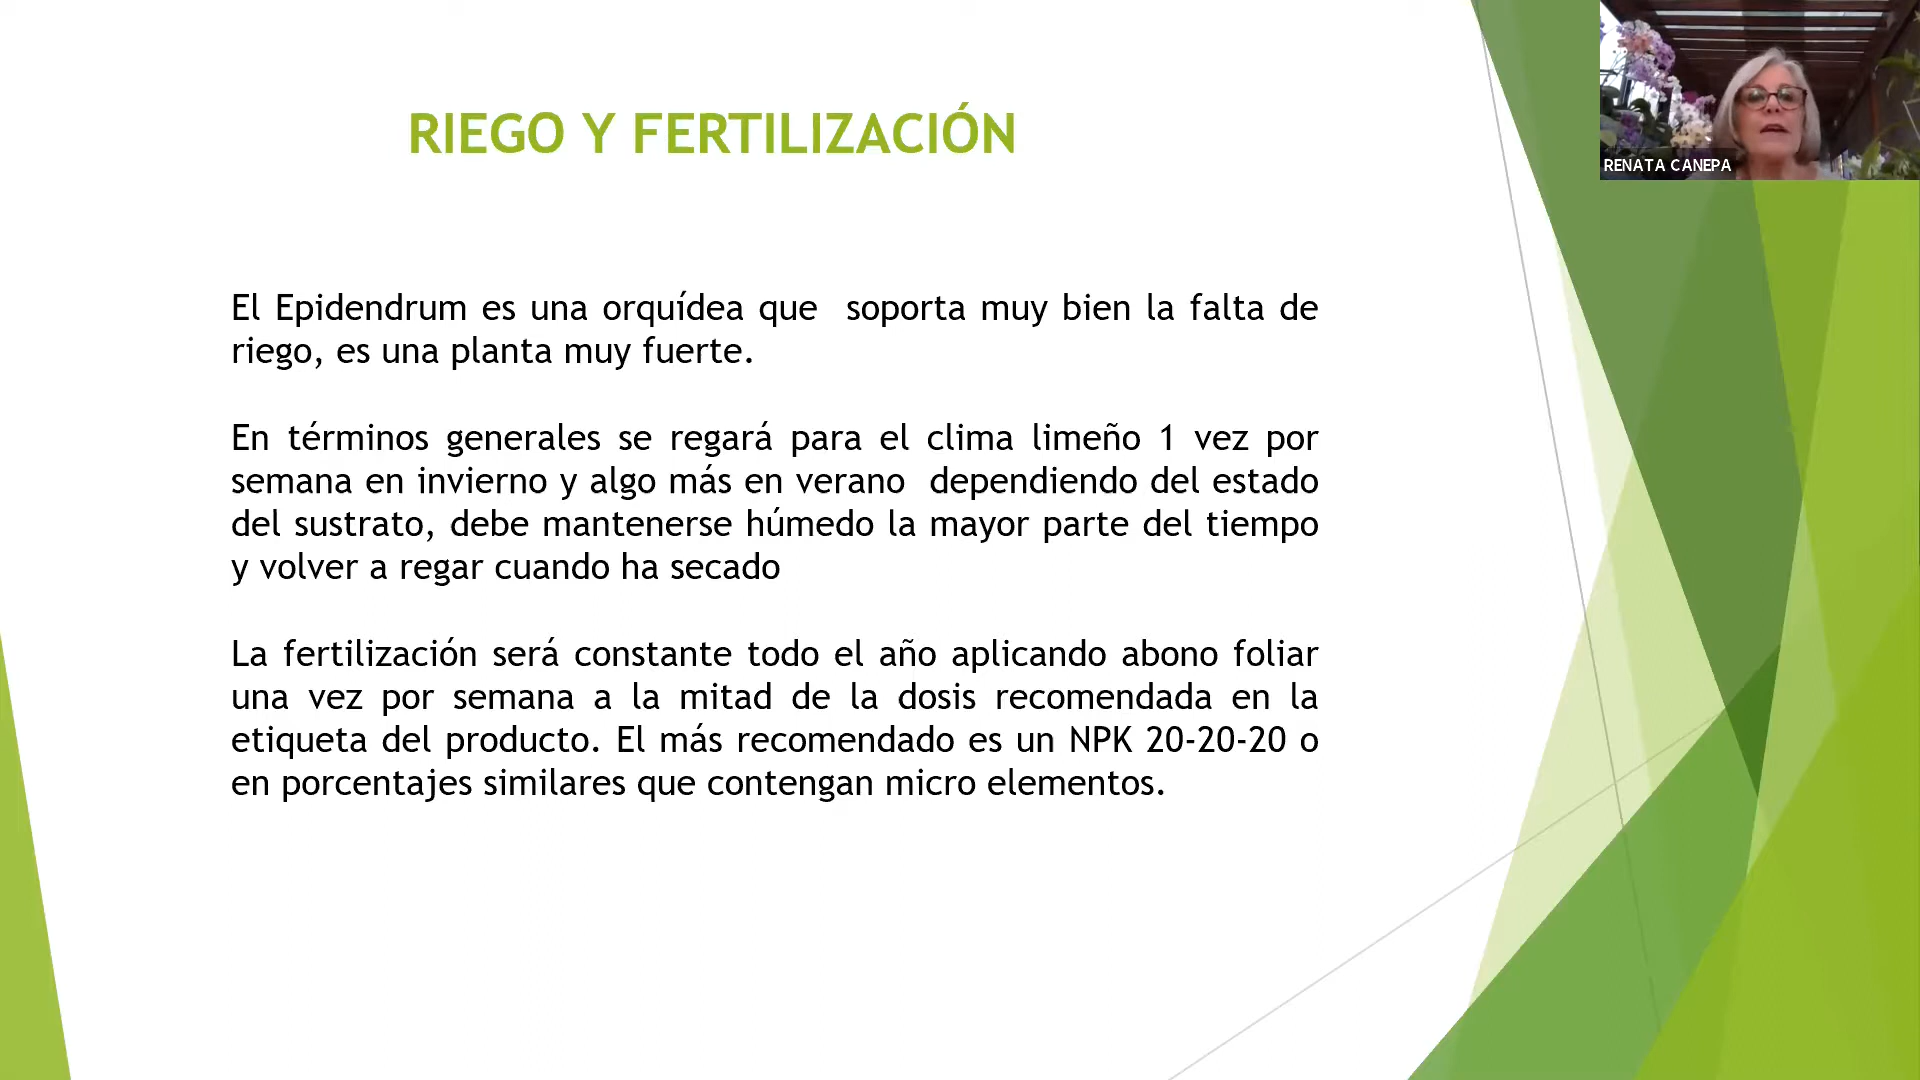 RIEGO Y FERTILIZACIÓN
RENATA CANEPA
El Epidendrum es una orquídea que  soporta muy bien la falta de
riego, es una planta muy fuerte.
En términos generales se regará para el clima limeño 1 vez por
semana en invierno y algo más en verano  dependiendo del estado
del sustrato, debe mantenerse húmedo la mayor parte del tiempo
y volver a regar cuando ha secado
La fertilización será constante todo el año aplicando abono foliar
una vez por semana a la mitad de la dosis recomendada en la
etiqueta del producto. El más recomendado es un NPK 20-20-20 o
en porcentajes similares que contengan micro elementos.